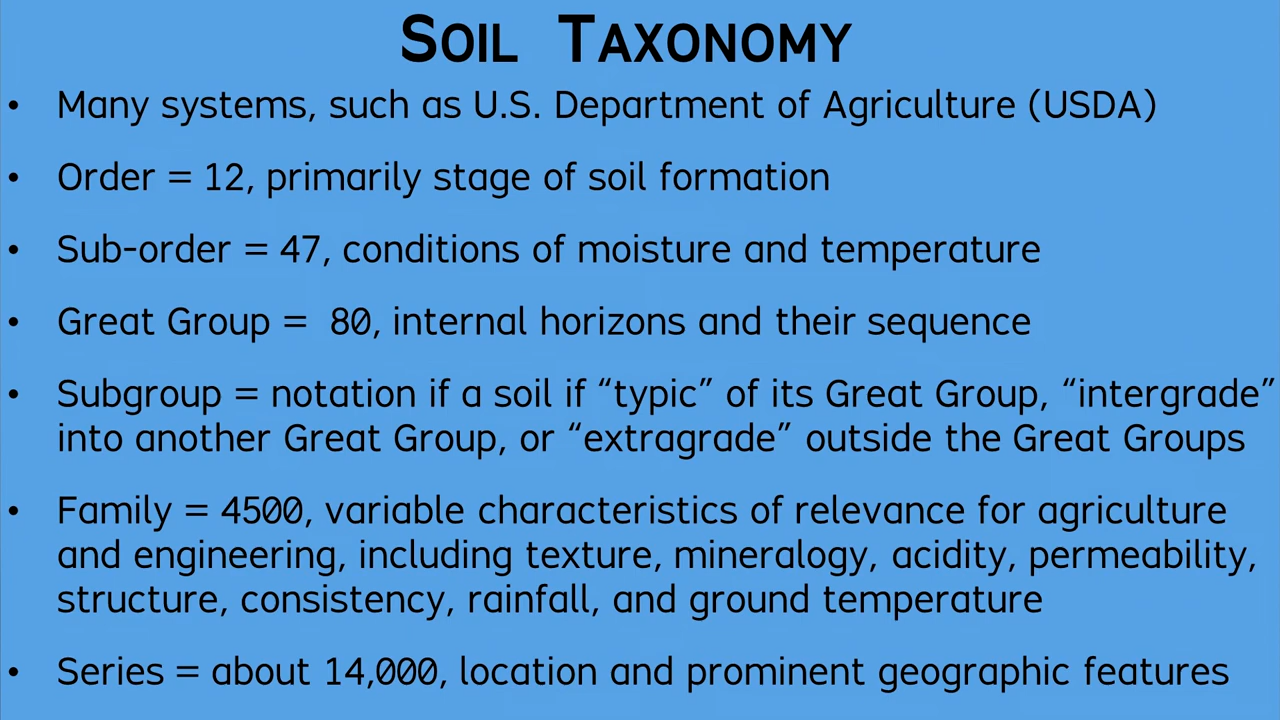 SOIL TAXONOMY
• Many systems, such as U.S. Department of Agriculture (USDA)
• Order = 12, primarily stage of soil formation
• Sub-order = 47, conditions of moisture and temperature
• Great Group = 80, internal horizons and their sequence
• Subgroup = notation if a soil if “typic” of its Great Group, “intergrade”
into another Great Group, or “extragrade” outside the Great Groups
• Family = 4500, variable characteristics of relevance for agriculture
and engineering, including texture, mineralogy, acidity, permeability,
structure, consistency, rainfall, and ground temperature
• Series = about 14,000, location and prominent geographic features